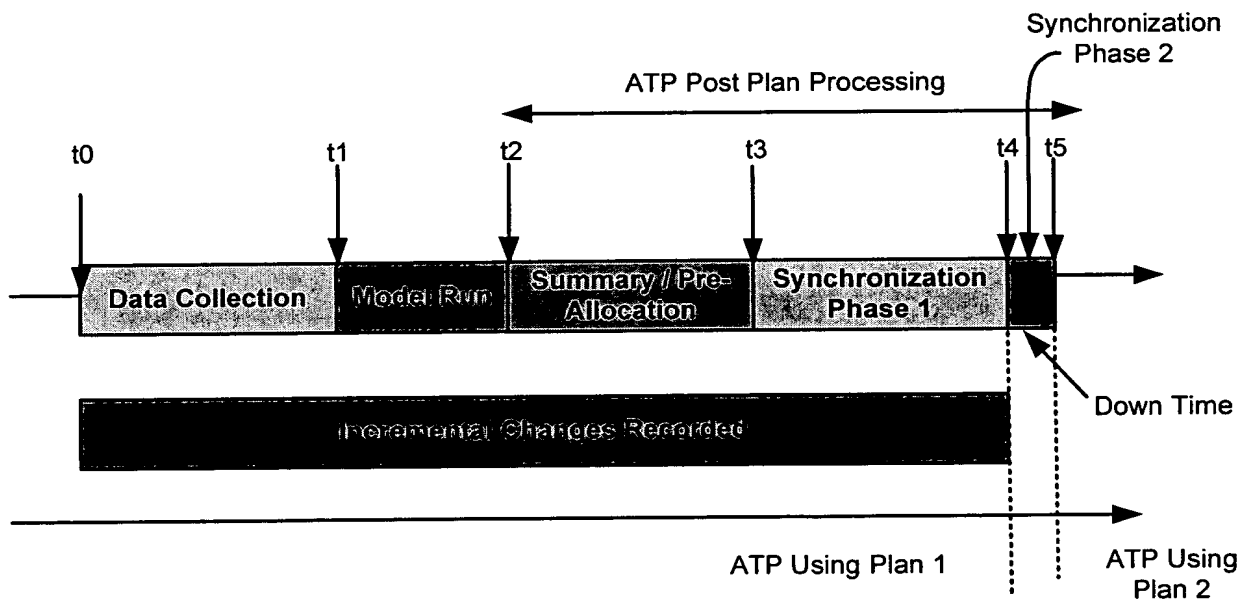 Synchronization
Phase 2
ATP Post Plan Processing
t0
t1
t2
t3
t4
t5
Data Collection
Model Run
Summary / Pre-
Allocation
Synchronization
Phase 1
Down Time
Incremental Changes Recorded
ATP Using Plan 1
ATP Using
Plan 2